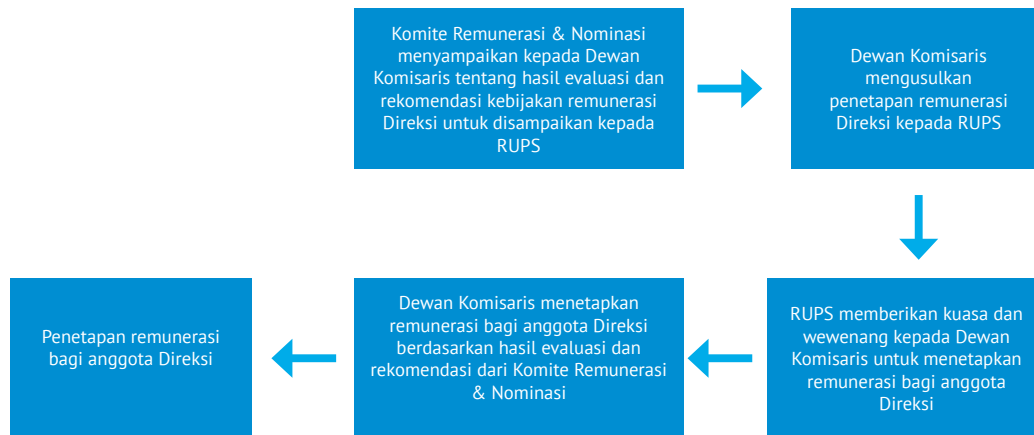 Komite Remunerasi & Nominasi
menyampaikan kepada Dewan
Komisaris tentang hasil evaluasi dan
rekomendasi kebijakan remunerasi
Direksi untuk disampaikan kepada
RUPS
Dewan Komisaris
mengusulkan
penetapan remunerasi
Direksi kepada RUPS
RUPS memberikan kuasa dan
wewenang kepada Dewan
Komisaris untuk menetapkan
remunerasi bagi anggota
Direksi
Dewan Komisaris menetapkan
remunerasi bagi anggota Direksi
berdasarkan hasil evaluasi dan
rekomendasi dari Komite Remunerasi
& Nominasi
Penetapan remunerasi
bagi anggota Direksi